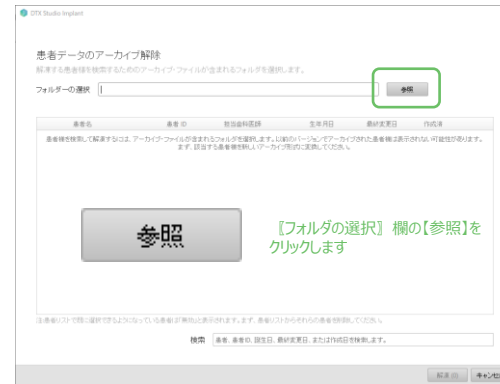 DTX Studio Implant
患者データのアーカイブ解除
解凍する患者様を検索するためのアーカイブ・ファイルが含まれるフォルダを選択します。
フォルダーの選択
参照
患者名 患者 ID 担当歯科医師 生年月日 最終変更日 作成済
患者様を検索して解凍するには、アーカイブ・ファイルが含まれるフォルダを選択します。以前のバージョンでアーカイブされた患者様は表示されない可能性があります。
まず、該当する患者様を新しいアーカイブ形式に変換してください。
参照
〖フォルダの選択〗 欄の【参照】を
クリックします
検索 患者、患者 ID、誕生日、最終変更日、または作成日を検索します。
解凍 (0) キャンセル